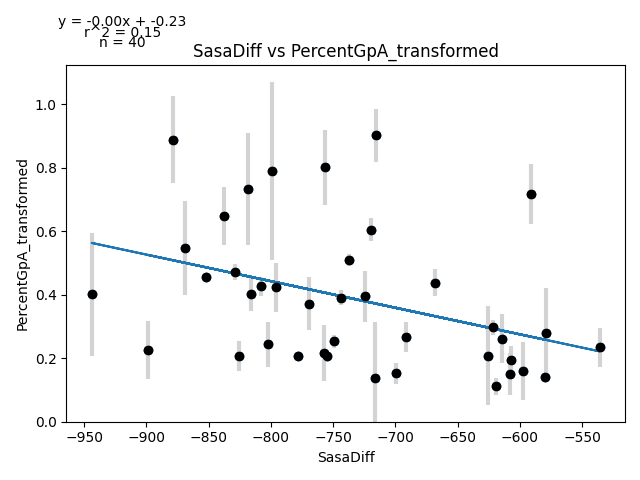 y = -0.00x + -0.23
r^2 = 0.15
n = 40
SasaDiff vs PercentGpA_transformed
PercentGpA_transformed
1.0
0.8
0.6
0.4
0.2
0.0
−950 −900 −850 −800 −750 −700 −650 −600 −550
SasaDiff